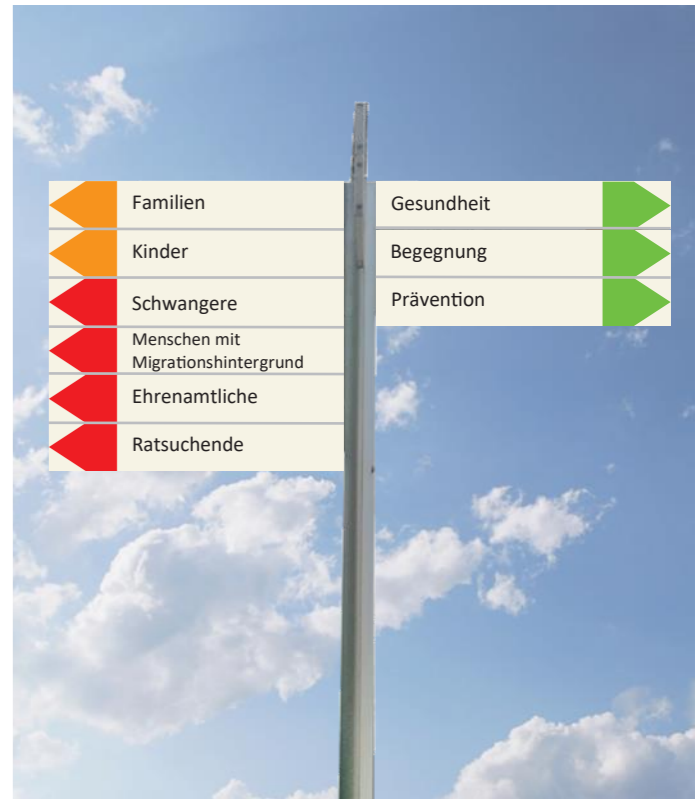 Familien
Kinder
Schwangere
Menschen mit
Migrationshintergrund
Ehrenamtliche
Ratsuchende
Gesundheit
Begegnung
Prävention